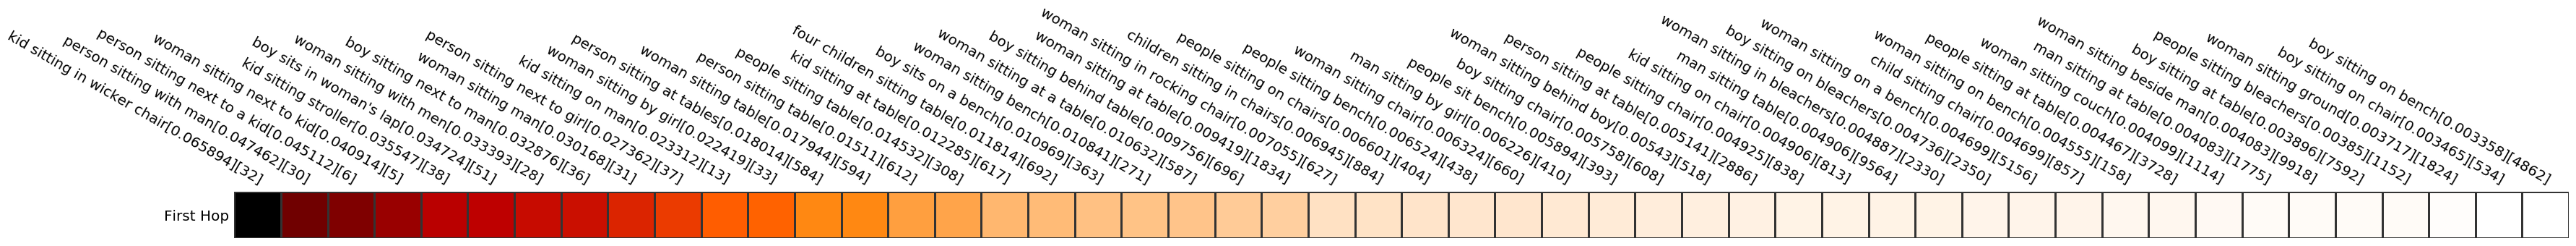 kid sitting in wicker chair[0.065894][32]
person sitting with man[0.047462][30]
person sitting next to a kid[0.045112][6]
woman sitting next to kid[0.040914][5]
kid sitting stroller[0.035547][38]
boy sits in woman's lap[0.034724][51]
woman sitting with men[0.033393][28]
boy sitting next to man[0.032876][36]
woman sitting man[0.030168][31]
person sitting next to girl[0.027362][37]
kid sitting on man[0.023312][13]
woman sitting by girl[0.022419][33]
person sitting at tables[0.018014][584]
woman sitting table[0.017944][594]
person sitting table[0.01511][612]
people sitting table[0.014532][308]
kid sitting at table[0.012285][617]
four children sitting table[0.011814][692]
boy sits on a bench[0.010969][363]
woman sitting bench[0.010841][271]
woman sitting at a table[0.010632][587]
boy sitting behind table[0.009756][696]
woman sitting at table[0.009419][1834]
woman sitting in rocking chair[0.007055][627]
children sitting in chairs[0.006945][884]
people sitting on chairs[0.006601][404]
people sitting bench[0.006524][438]
woman sitting chair[0.006324][660]
man sitting by girl[0.006226][410]
people sit bench[0.005894][393]
boy sitting chair[0.005758][608]
woman sitting behind boy[0.00543][518]
person sitting at table[0.005141][2886]
people sitting chair[0.004925][838]
kid sitting on chair[0.004906][813]
man sitting table[0.004906][9564]
woman sitting in bleachers[0.004887][2330]
boy sitting on bleachers[0.004736][2350]
woman sitting on a bench[0.004699][5156]
child sitting chair[0.004699][857]
woman sitting on bench[0.004555][158]
people sitting at table[0.004467][3728]
woman sitting couch[0.004099][1114]
man sitting at table[0.004083][1775]
woman sitting beside man[0.004083][9918]
boy sitting at table[0.003896][7592]
people sitting bleachers[0.00385][1152]
woman sitting ground[0.003717][1824]
boy sitting on chair[0.003465][534]
boy sitting on bench[0.003358][4862]
First Hop